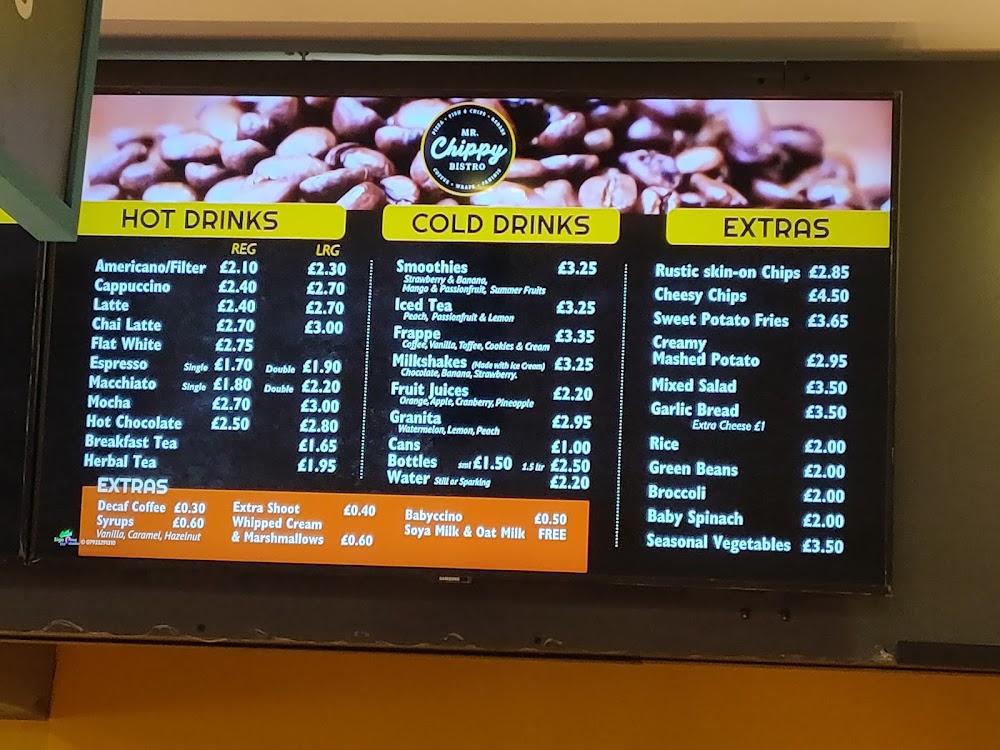 PIZZA • FISH & CHIPS • KEBABS
MR.
Chippy
BISTRO
COFFEE • WRAPS • PANINIS
HOT DRINKS
REG LRG
Americano/Filter £2.10 £2.30
Cappuccino £2.40 £2.70
Latte £2.40 £2.70
Chai Latte £2.70 £3.00
Flat White £2.75
Espresso Single £1.70 Double £1.90
Macchiato Single £1.80 Double £2.20
Mocha £2.70 £3.00
Hot Chocolate £2.50 £2.80
Breakfast Tea £1.65
Herbal Tea £1.95
COLD DRINKS
Smoothies £3.25
Strawberry & Banana,
Mango & Passionfruit, Summer Fruits
Iced Tea £3.25
Peach, Passionfruit & Lemon
Frappe £3.35
Coffee, Vanilla, Toffee, Cookies & Cream
Milkshakes (Made with Ice Cream) £3.25
Chocolate, Banana, Strawberry.
Fruit Juices £2.20
Orange, Apple, Cranberry, Pineapple
Granita £2.95
Watermelon, Lemon, Peach
Cans £1.00
Bottles sml £1.50 1.5 ltr £2.50
Water Still or Sparking £2.20
EXTRAS
Rustic skin-on Chips £2.85
Cheesy Chips £4.50
Sweet Potato Fries £3.65
Creamy
Mashed Potato £2.95
Mixed Salad £3.50
Garlic Bread £3.50
Extra Cheese £1
Rice £2.00
Green Beans £2.00
Broccoli £2.00
Baby Spinach £2.00
Seasonal Vegetables £3.50
EXTRAS
Decaf Coffee £0.30
Syrups £0.60
Vanilla, Caramel, Hazelnut
Extra Shoot £0.40
Whipped Cream
& Marshmallows £0.60
Babyccino £0.50
Soya Milk & Oat Milk FREE
SAMSUNG